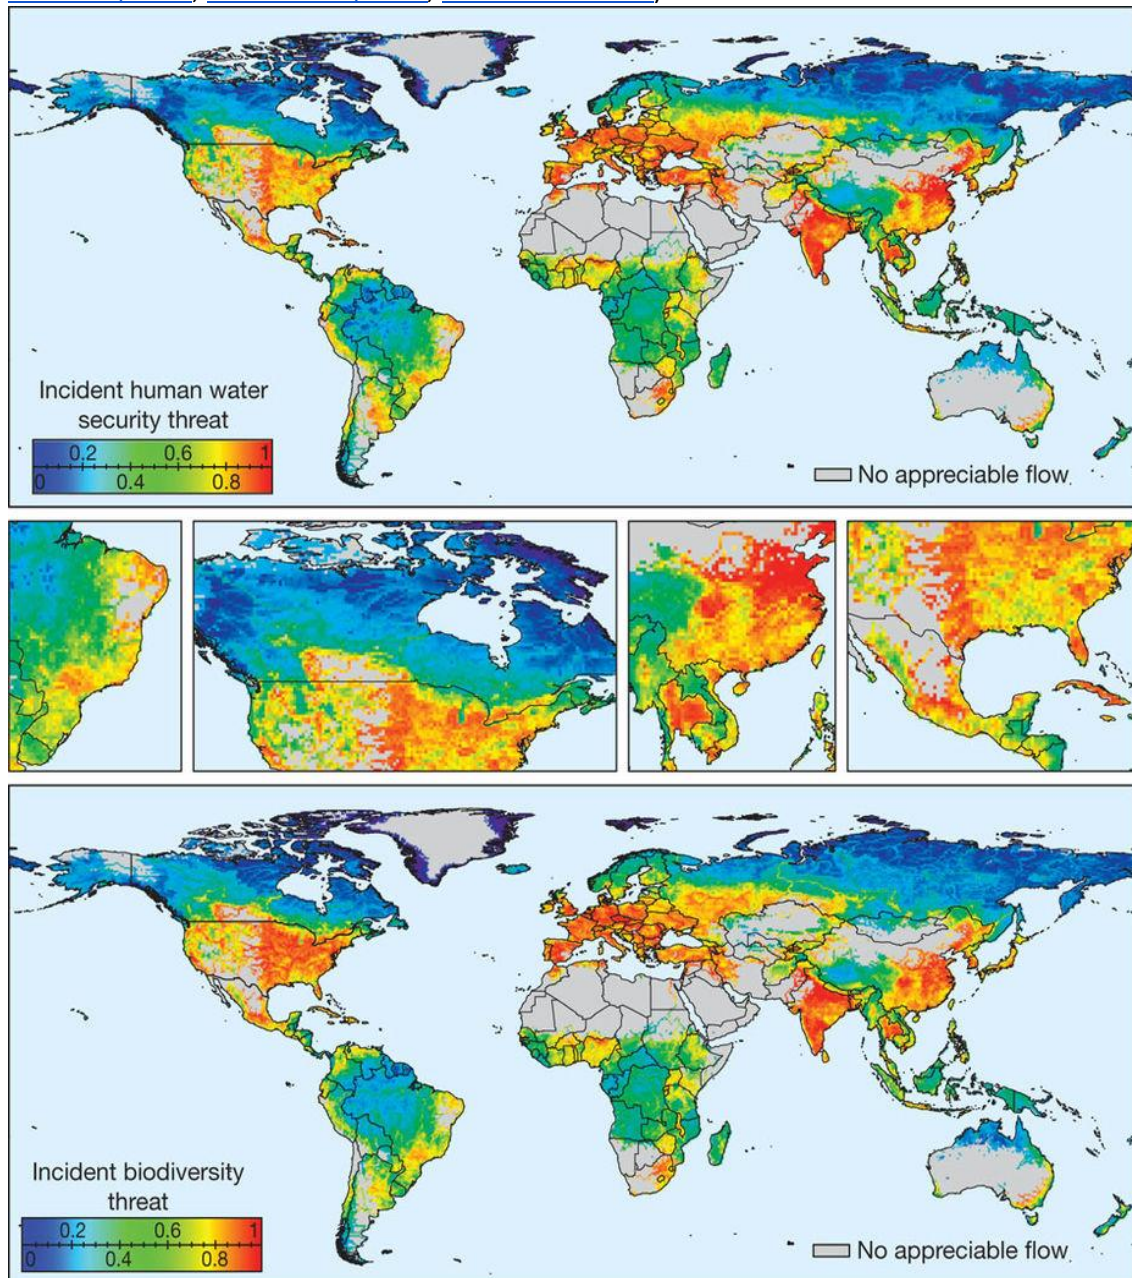 Incident human water
security threat
0.2 0.6 1
0 0.4 0.8
No appreciable flow
Incident biodiversity
threat
0.2 0.6 1
0 0.4 0.8
No appreciable flow